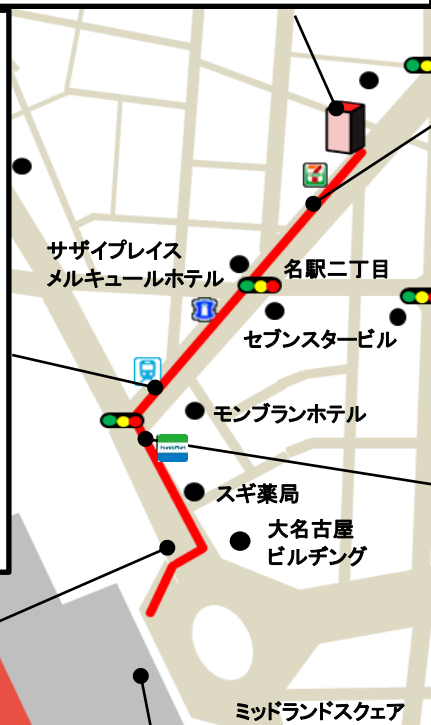 サザイプレイス
メルキュールホテル
名駅二丁目
セブンスタービル
モンブランホテル
FamilyMart
スギ薬局
大名古屋
ビルヂング
ミッドランドスクェア